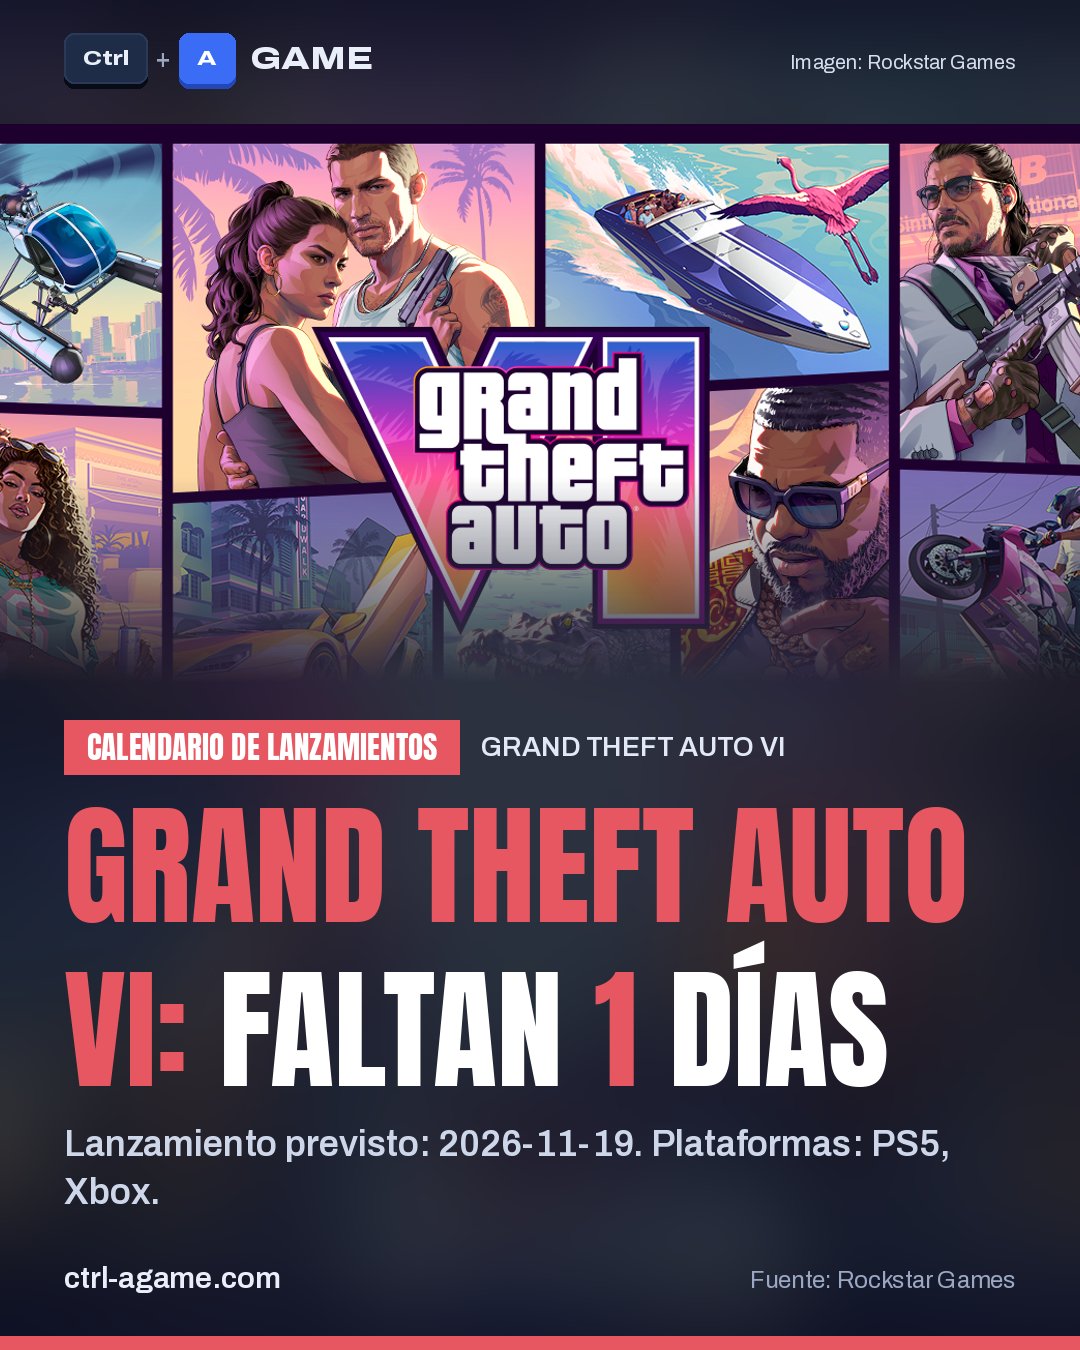 Ctrl + A GAME
Imagen: Rockstar Games
grand
theft
auto
VI
CALENDARIO DE LANZAMIENTOS
GRAND THEFT AUTO VI
GRAND THEFT AUTO
VI: FALTAN 1 DÍAS
Lanzamiento previsto: 2026-11-19. Plataformas: PS5,
Xbox.
ctrl-agame.com
Fuente: Rockstar Games